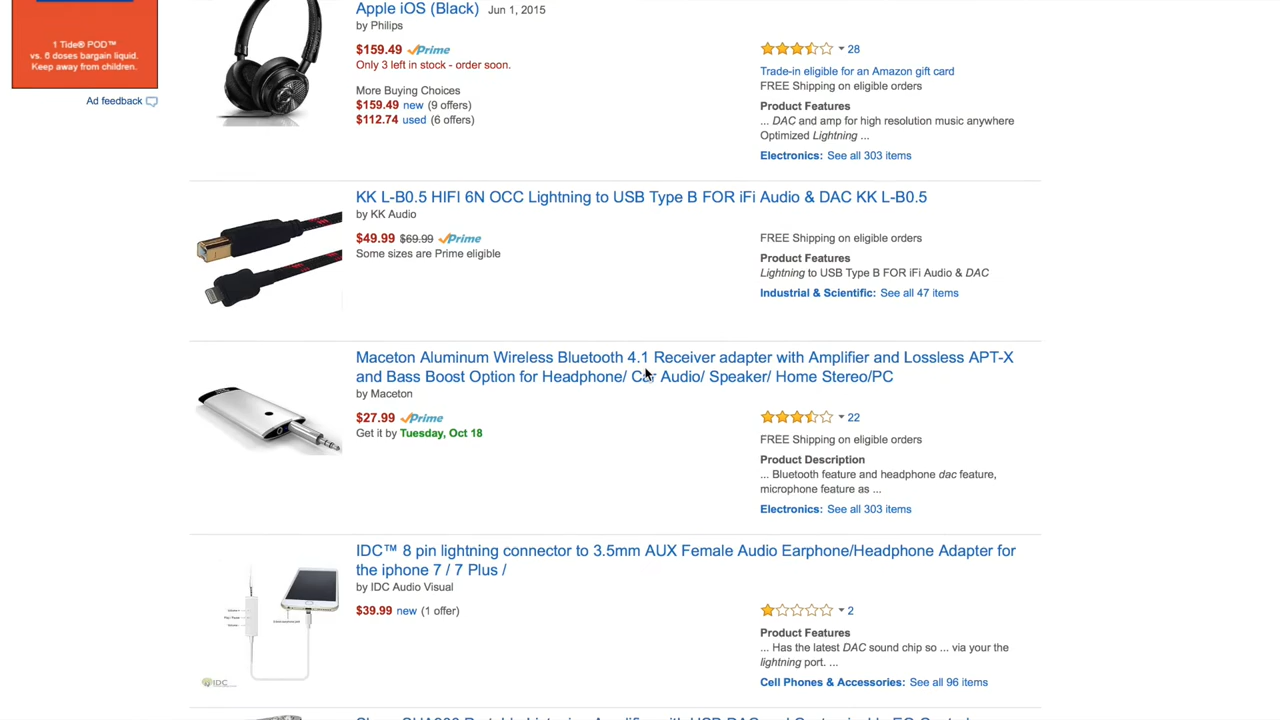 1 Tide® POD™
vs. 6 doses bargain liquid.
Keep away from children.
Ad feedback
Apple iOS (Black) Jun 1, 2015
by Philips
$159.49 Prime
Only 3 left in stock - order soon.
More Buying Choices
$159.49 new (9 offers)
$112.74 used (6 offers)
28
Trade-in eligible for an Amazon gift card
FREE Shipping on eligible orders
Product Features
... DAC and amp for high resolution music anywhere
Optimized Lightning ...
Electronics: See all 303 items
KK L-B0.5 HIFI 6N OCC Lightning to USB Type B FOR iFi Audio & DAC KK L-B0.5
by KK Audio
$49.99 $69.99 Prime
Some sizes are Prime eligible
FREE Shipping on eligible orders
Product Features
Lightning to USB Type B FOR iFi Audio & DAC
Industrial & Scientific: See all 47 items
Maceton Aluminum Wireless Bluetooth 4.1 Receiver adapter with Amplifier and Lossless APT-X
and Bass Boost Option for Headphone/ Car Audio/ Speaker/ Home Stereo/PC
by Maceton
$27.99 Prime
Get it by Tuesday, Oct 18
22
FREE Shipping on eligible orders
Product Description
... Bluetooth feature and headphone dac feature,
microphone feature as ...
Electronics: See all 303 items
IDC™ 8 pin lightning connector to 3.5mm AUX Female Audio Earphone/Headphone Adapter for
the iphone 7 / 7 Plus /
by IDC Audio Visual
$39.99 new (1 offer)
2
Product Features
... Has the latest DAC sound chip so ... via your the
lightning port. ...
Cell Phones & Accessories: See all 96 items
IDC